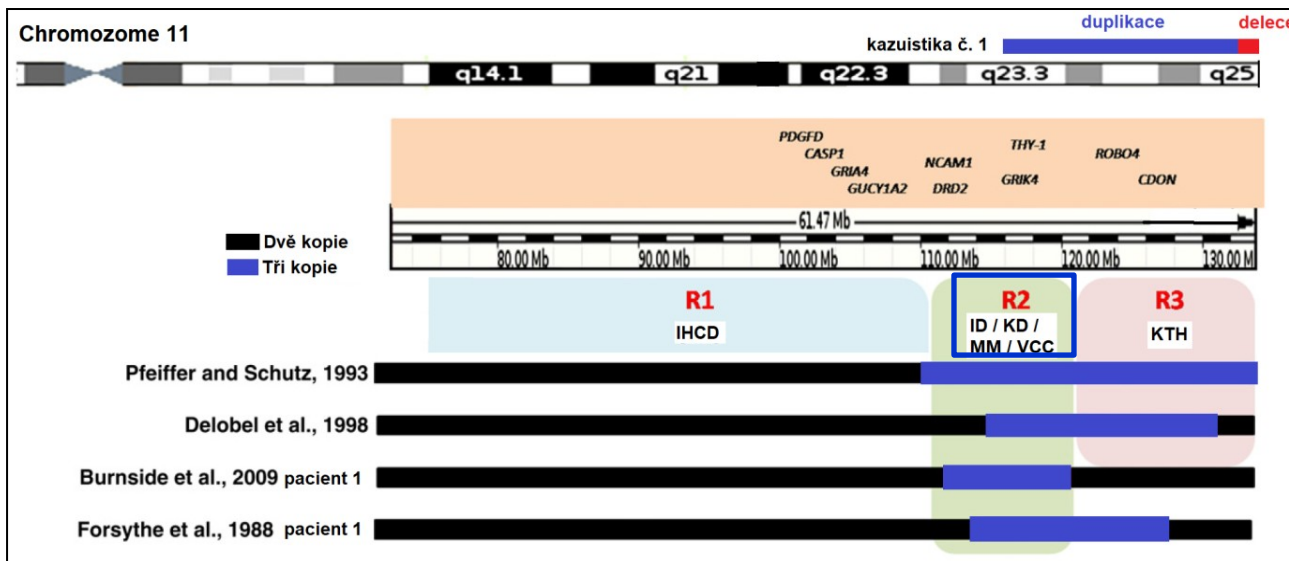 Chromozome 11
duplikace
delece
kazuistika č. 1
q14.1 q21 q22.3 q23.3 q25
PDGFD
CASP1
GRIA4
GUCY1A2
NCAM1
DRD2
THY-1
GRIK4
ROBO4
CDON
61.47 Mb
Dvě kopie
Tři kopie
80.00 Mb 90.00 Mb 100.00 Mb 110.00 Mb 120.00 Mb 130.00 M
R1
IHCD
R2
ID / KD /
MM / VCC
R3
KTH
Pfeiffer and Schutz, 1993
Delobel et al., 1998
Burnside et al., 2009 pacient 1
Forsythe et al., 1988 pacient 1